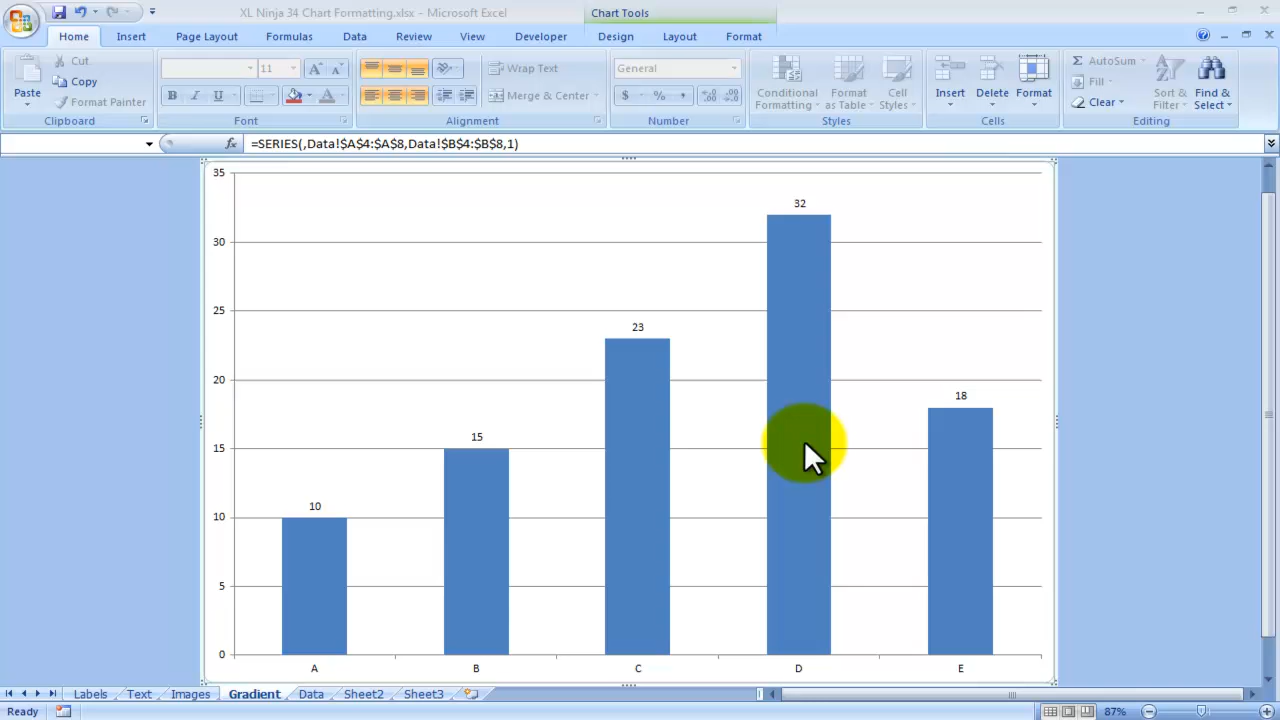 XL Ninja 34 Chart Formatting.xlsx - Microsoft Excel
Chart Tools
Home Insert Page Layout Formulas Data Review View Developer Design Layout Format
Paste
Cut
Copy
Format Painter
Clipboard
11
A A
B I U
A
Font
Wrap Text
Merge & Center
Alignment
General
$ % ,
Number
Conditional Formatting
Format as Table
Cell Styles
Styles
Insert Delete Format
Cells
AutoSum
Fill
Clear
Sort & Filter
Find & Select
Editing
fx =SERIES(,Data!$A$4:$A$8,Data!$B$4:$B$8,1)
35
32
30
25
23
20
18
15
15
10
10
5
0
A B C D E
Labels Text Images Gradient Data Sheet2 Sheet3
Ready
87%